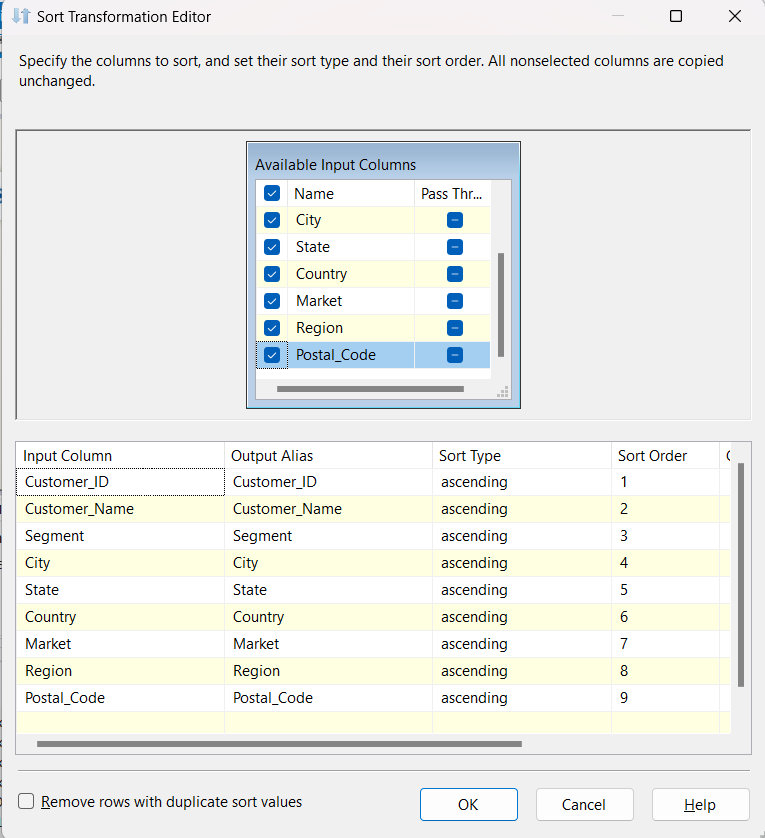 Sort Transformation Editor
Specify the columns to sort, and set their sort type and their sort order. All nonselected columns are copied
unchanged.
Available Input Columns
Name Pass Thr...
City
State
Country
Market
Region
Postal_Code
Input Column Output Alias Sort Type Sort Order
Customer_ID Customer_ID ascending 1
Customer_Name Customer_Name ascending 2
Segment Segment ascending 3
City City ascending 4
State State ascending 5
Country Country ascending 6
Market Market ascending 7
Region Region ascending 8
Postal_Code Postal_Code ascending 9
Remove rows with duplicate sort values
OK Cancel Help